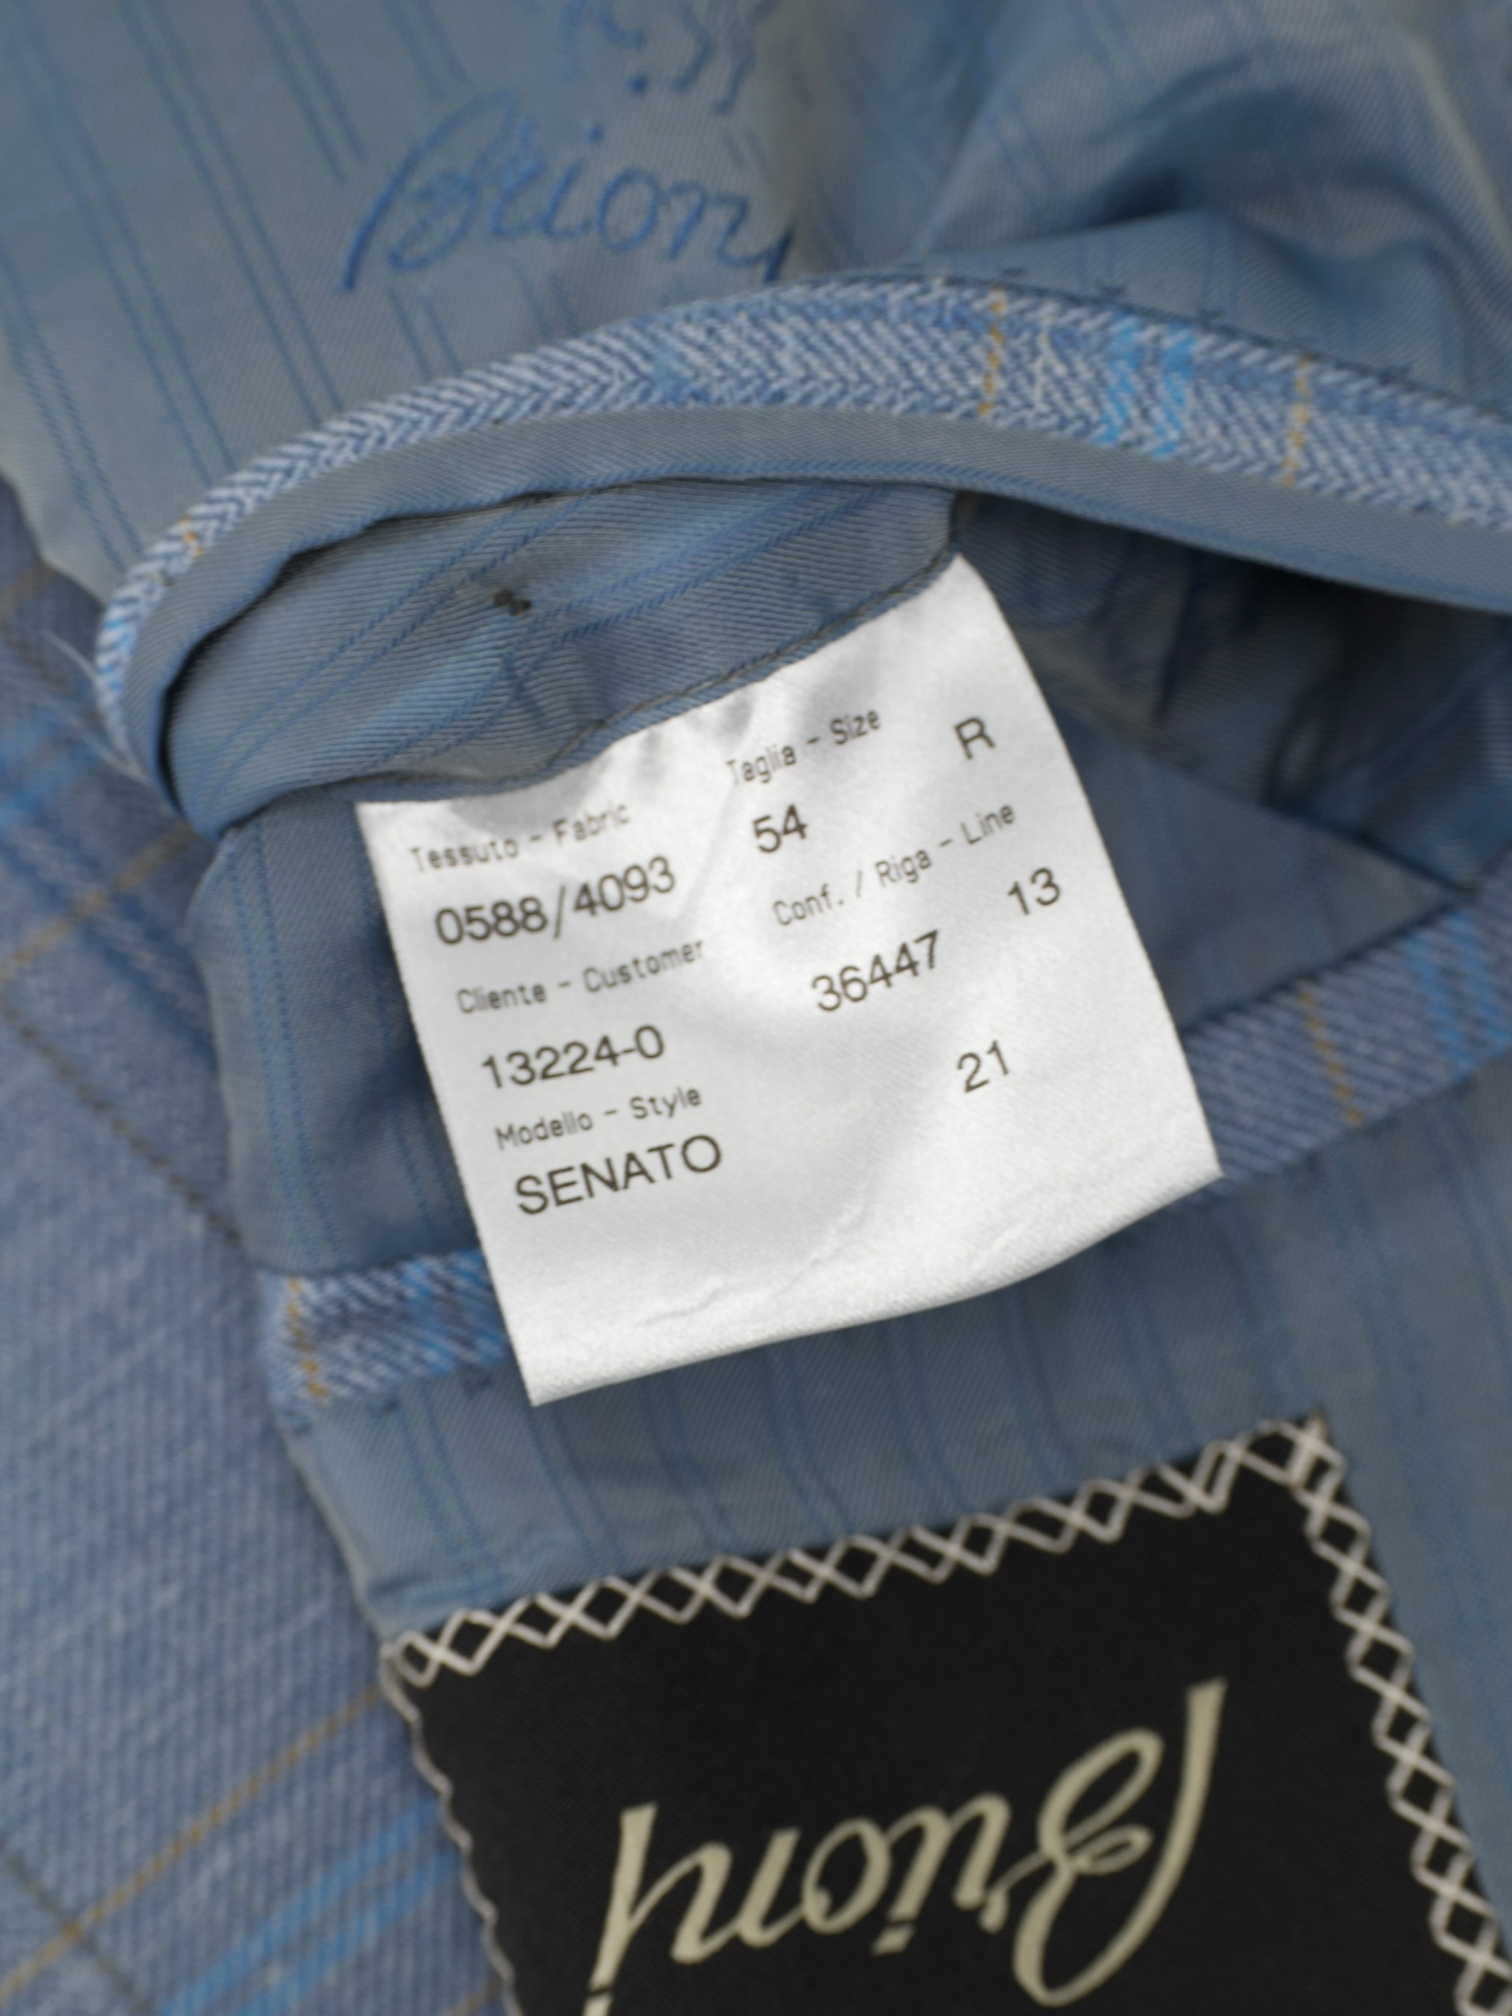 Brioni
Tessuto - Fabric
Taglia - Size
0588/4093
54
R
Cliente - Customer
Conf. / Riga - Line
13224-0
36447
13
Modello - Style
21
SENATO
Brioni